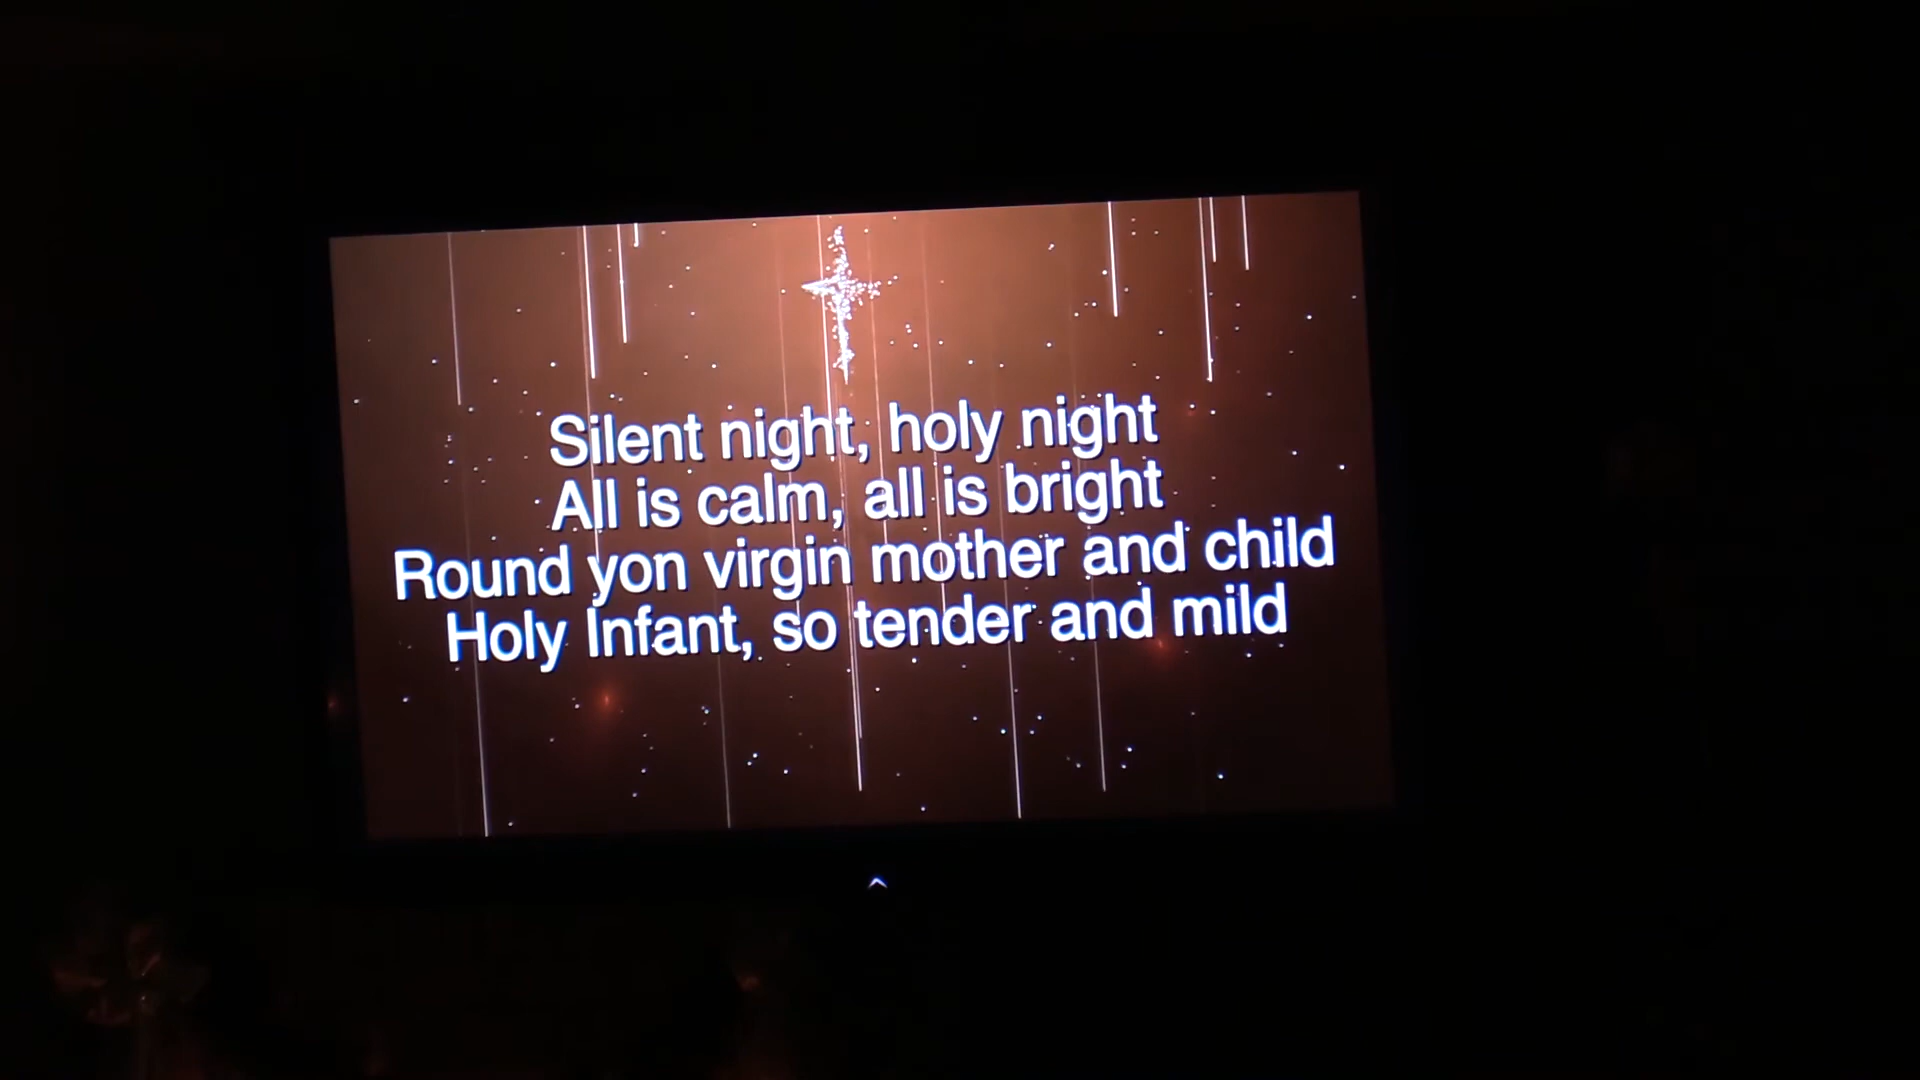 Silent night, holy night
All is calm, all is bright
Round yon virgin mother and child
Holy Infant, so tender and mild